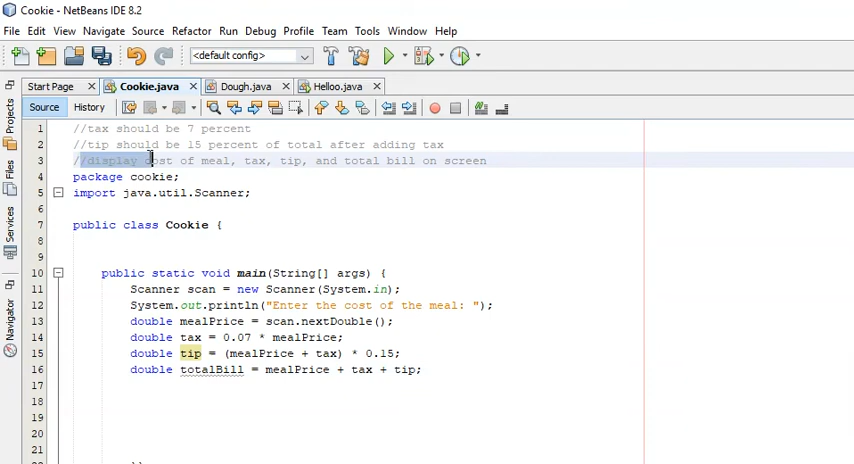 Cookie - NetBeans IDE 8.2
File Edit View Navigate Source Refactor Run Debug Profile Team Tools Window Help
<default config>
Start Page Cookie.java Dough.java Helloo.java
Source History
Projects
Files
Services
Navigator
1 //tax should be 7 percent
2 //tip should be 15 percent of total after adding tax
3 //display cost of meal, tax, tip, and total bill on screen
4 package cookie;
5 import java.util.Scanner;
6
7 public class Cookie {
8
9
10 public static void main(String[] args) {
11 Scanner scan = new Scanner(System.in);
12 System.out.println("Enter the cost of the meal: ");
13 double mealPrice = scan.nextDouble();
14 double tax = 0.07 * mealPrice;
15 double tip = (mealPrice + tax) * 0.15;
16 double totalBill = mealPrice + tax + tip;
17
18
19
20
21